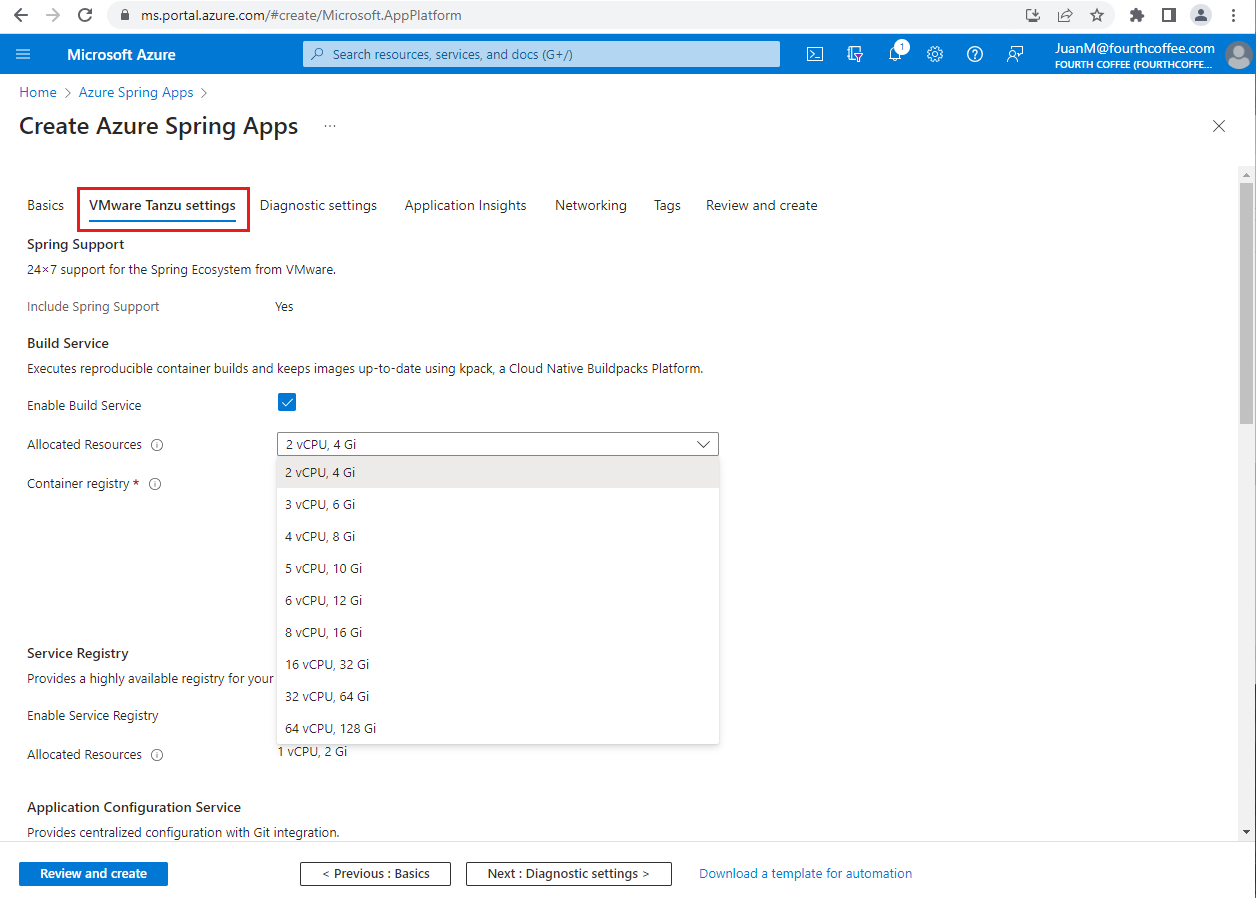 ms.portal.azure.com/#create/Microsoft.AppPlatform
Microsoft Azure
Search resources, services, and docs (G+/)
1
JuanM@fourthcoffee.com
FOURTH COFFEE (FOURTHCOFFE...
Home > Azure Spring Apps >
Create Azure Spring Apps ...
Basics VMware Tanzu settings Diagnostic settings Application Insights Networking Tags Review and create
Spring Support
24×7 support for the Spring Ecosystem from VMware.
Include Spring Support Yes
Build Service
Executes reproducible container builds and keeps images up-to-date using kpack, a Cloud Native Buildpacks Platform.
Enable Build Service
Allocated Resources 2 vCPU, 4 Gi
2 vCPU, 4 Gi
Container registry *
3 vCPU, 6 Gi
4 vCPU, 8 Gi
5 vCPU, 10 Gi
6 vCPU, 12 Gi
8 vCPU, 16 Gi
16 vCPU, 32 Gi
32 vCPU, 64 Gi
64 vCPU, 128 Gi
Service Registry
Provides a highly available registry for your
Enable Service Registry
Allocated Resources 1 vCPU, 2 Gi
Application Configuration Service
Provides centralized configuration with Git integration.
Review and create < Previous : Basics Next : Diagnostic settings > Download a template for automation